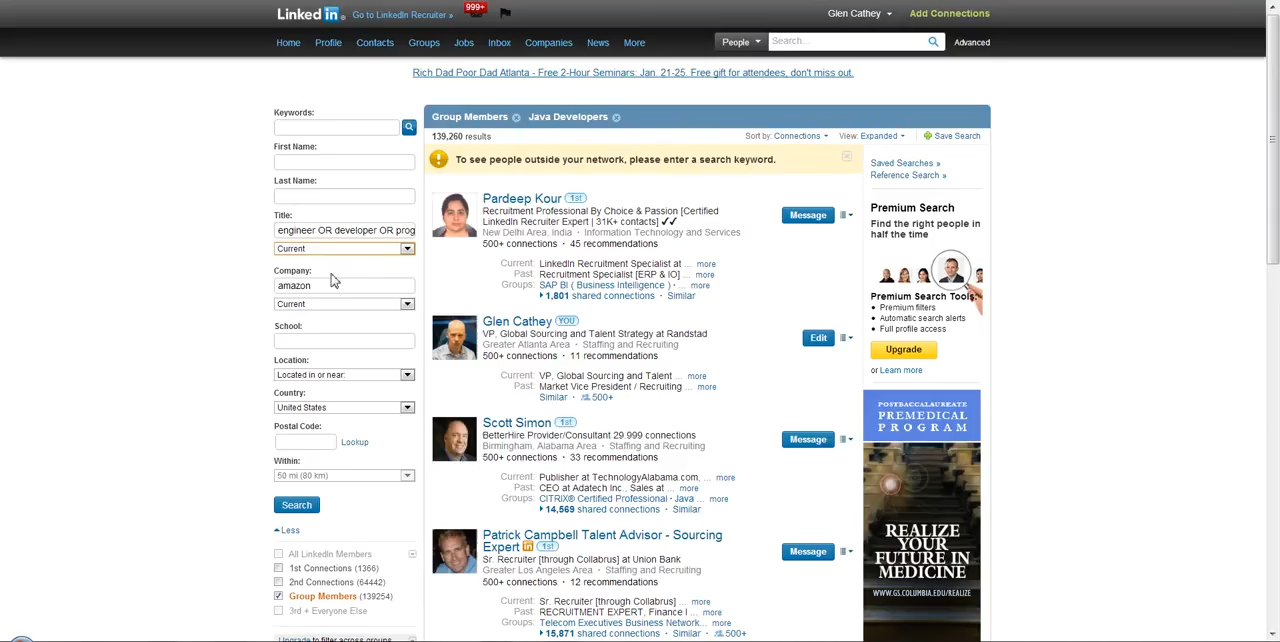 Linked in® Go to LinkedIn Recruiter » 999+ Glen Cathey Add Connections
Home Profile Contacts Groups Jobs Inbox Companies News More People Search... Advanced
Rich Dad Poor Dad Atlanta - Free 2-Hour Seminars: Jan. 21-25. Free gift for attendees, don't miss out.
Keywords:
First Name:
Last Name:
Title:
engineer OR developer OR prog
Current
Company:
amazon
Current
School:
Location:
Located in or near:
Country:
United States
Postal Code:
Lookup
Within:
50 mi (80 km)
Search
Less
All LinkedIn Members
1st Connections (1366)
2nd Connections (64442)
Group Members (139254)
3rd + Everyone Else
Upgrade to filter across groups
Group Members Java Developers
139,260 results Sort by: Connections View: Expanded Save Search
To see people outside your network, please enter a search keyword.
Pardeep Kour 1st
Recruitment Professional By Choice & Passion [Certified
LinkedIn Recruiter Expert | 31K+ contacts] ✓✓
New Delhi Area, India · Information Technology and Services
500+ connections · 45 recommendations
Message
Current: LinkedIn Recruitment Specialist at ... more
Past: Recruitment Specialist [ERP & IO] ... more
Groups: SAP BI ( Business Intelligence ) · ... more
1,801 shared connections · Similar
Glen Cathey YOU
VP, Global Sourcing and Talent Strategy at Randstad
Greater Atlanta Area · Staffing and Recruiting
500+ connections · 11 recommendations
Edit
Current: VP, Global Sourcing and Talent ... more
Past: Market Vice President / Recruiting ... more
Similar · 500+
Scott Simon 1st
BetterHire Provider/Consultant 29.999 connections
Birmingham, Alabama Area · Staffing and Recruiting
500+ connections · 33 recommendations
Message
Current: Publisher at TechnologyAlabama.com, ... more
Past: CEO at Adatech Inc., Sales at ... more
Groups: CITRIX® Certified Professional · Java ... more
14,569 shared connections · Similar
Patrick Campbell Talent Advisor - Sourcing
Expert in 1st
Sr. Recruiter [through Collabrus] at Union Bank
Greater Los Angeles Area · Staffing and Recruiting
500+ connections · 12 recommendations
Message
Current: Sr. Recruiter [through Collabrus] ... more
Past: RECRUITMENT EXPERT, Finance I ... more
Groups: Telecom Executives Business Network... more
15,871 shared connections · Similar · 500+
Saved Searches »
Reference Search »
Premium Search
Find the right people in
half the time
Premium Search Tools:
• Premium filters
• Automatic search alerts
• Full profile access
Upgrade
or Learn more
POSTBACCALAUREATE
PREMEDICAL
PROGRAM
REALIZE
YOUR
FUTURE IN
MEDICINE
WWW.GS.COLUMBIA.EDU/REALIZE